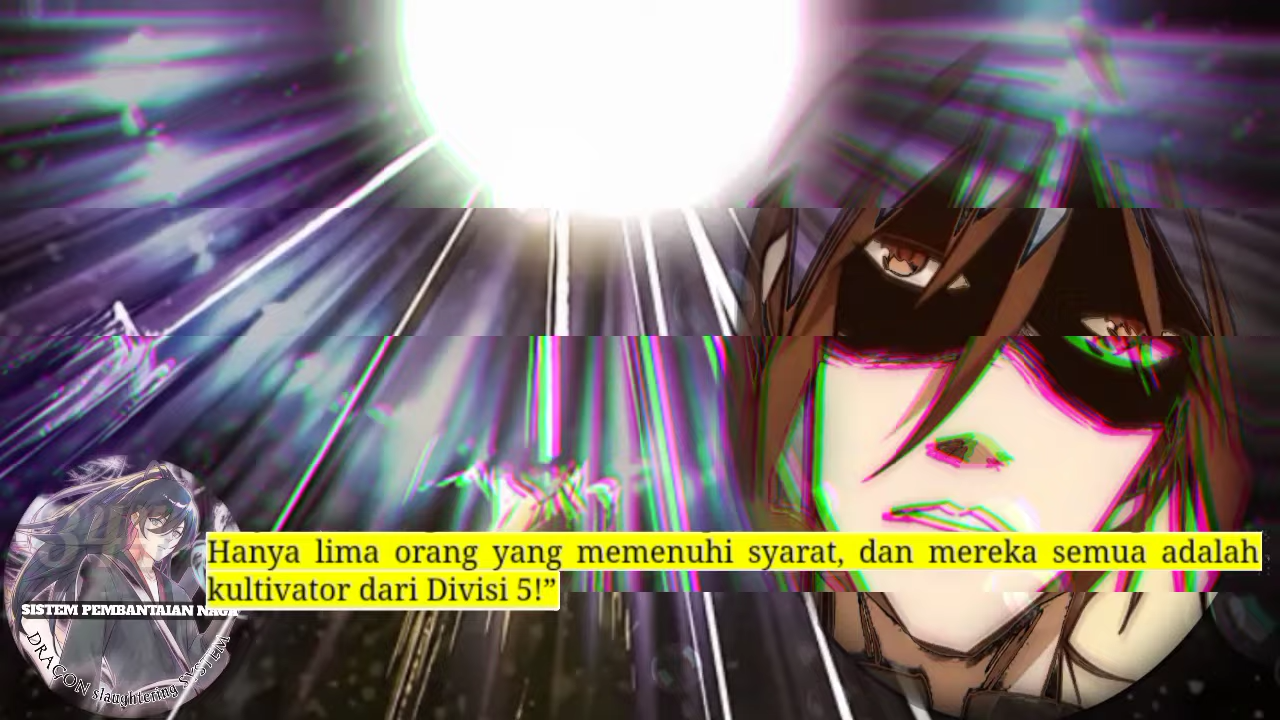 Hanya lima orang yang memenuhi syarat, dan mereka semua adalah
kultivator dari Divisi 5!”
SISTEM PEMBANTAIAN NAGA
DRAGON slaughtering SYSTEM